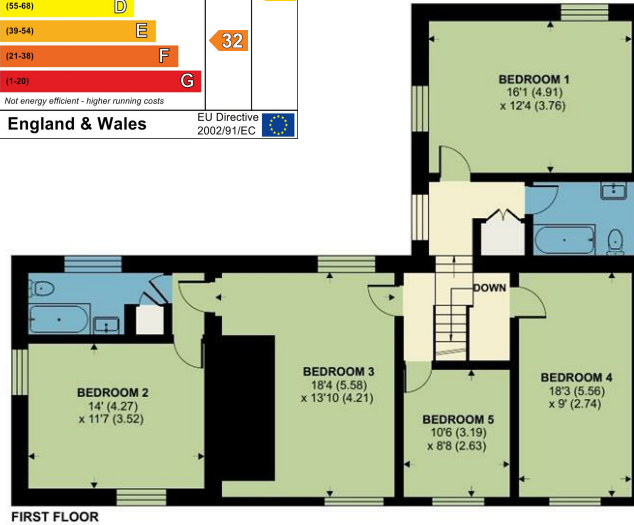 (55-68) D
(39-54) E
(21-38) F
(1-20) G
32
Not energy efficient - higher running costs
England & Wales
EU Directive
2002/91/EC
BEDROOM 1
16'1 (4.91)
x 12'4 (3.76)
DOWN
BEDROOM 2
14' (4.27)
x 11'7 (3.52)
BEDROOM 3
18'4 (5.58)
x 13'10 (4.21)
BEDROOM 4
18'3 (5.56)
x 9' (2.74)
BEDROOM 5
10'6 (3.19)
x 8'8 (2.63)
FIRST FLOOR